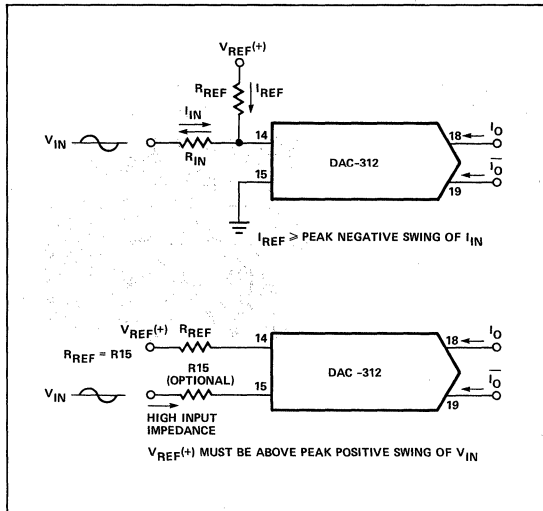 VREF(+)
RREF
IREF
IIN
VIN
RIN
14
15
DAC-312
18
IO
IO
19
IREF ⩾ PEAK NEGATIVE SWING OF IIN
VREF(+)
RREF
14
RREF ≈ R15
R15
(OPTIONAL)
VIN
15
HIGH INPUT
IMPEDANCE
DAC -312
18
IO
IO
19
VREF(+) MUST BE ABOVE PEAK POSITIVE SWING OF VIN